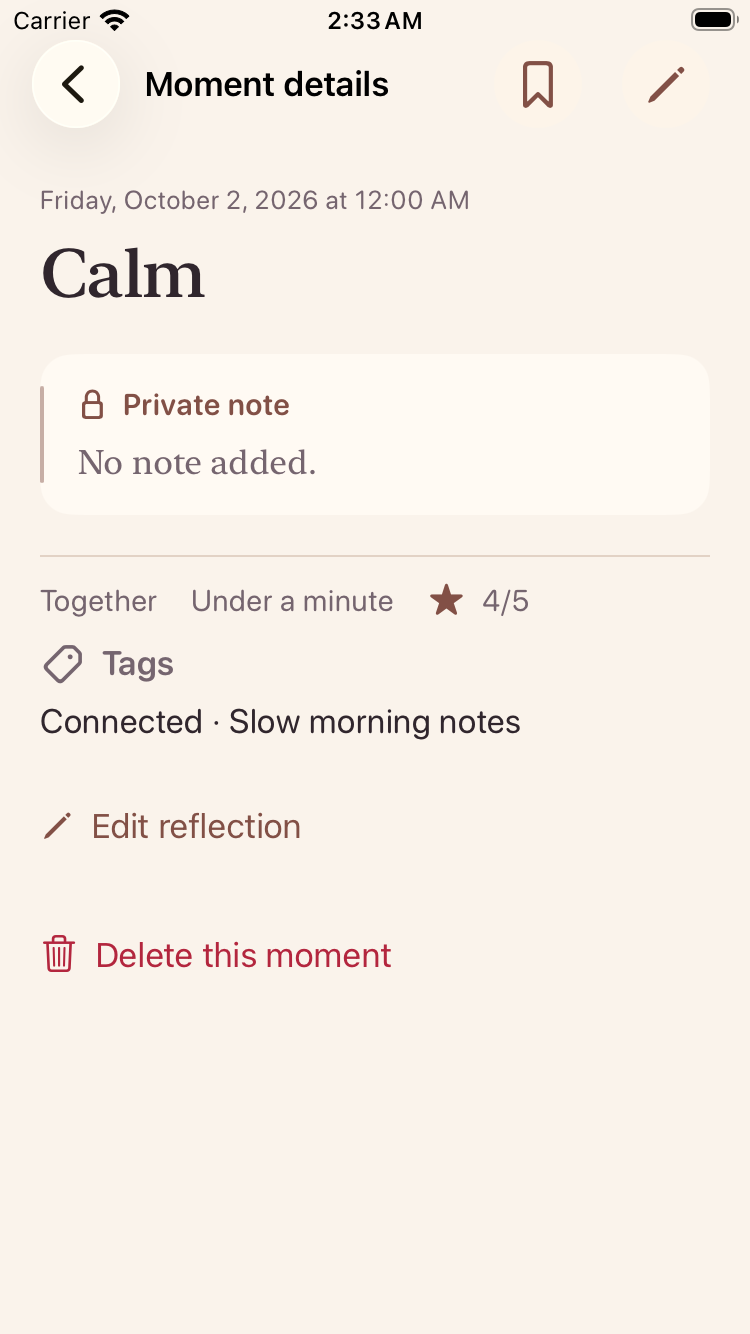 Carrier 2:33 AM
Moment details
Friday, October 2, 2026 at 12:00 AM
Calm
Private note
No note added.
Together Under a minute 4/5
Tags
Connected · Slow morning notes
Edit reflection
Delete this moment